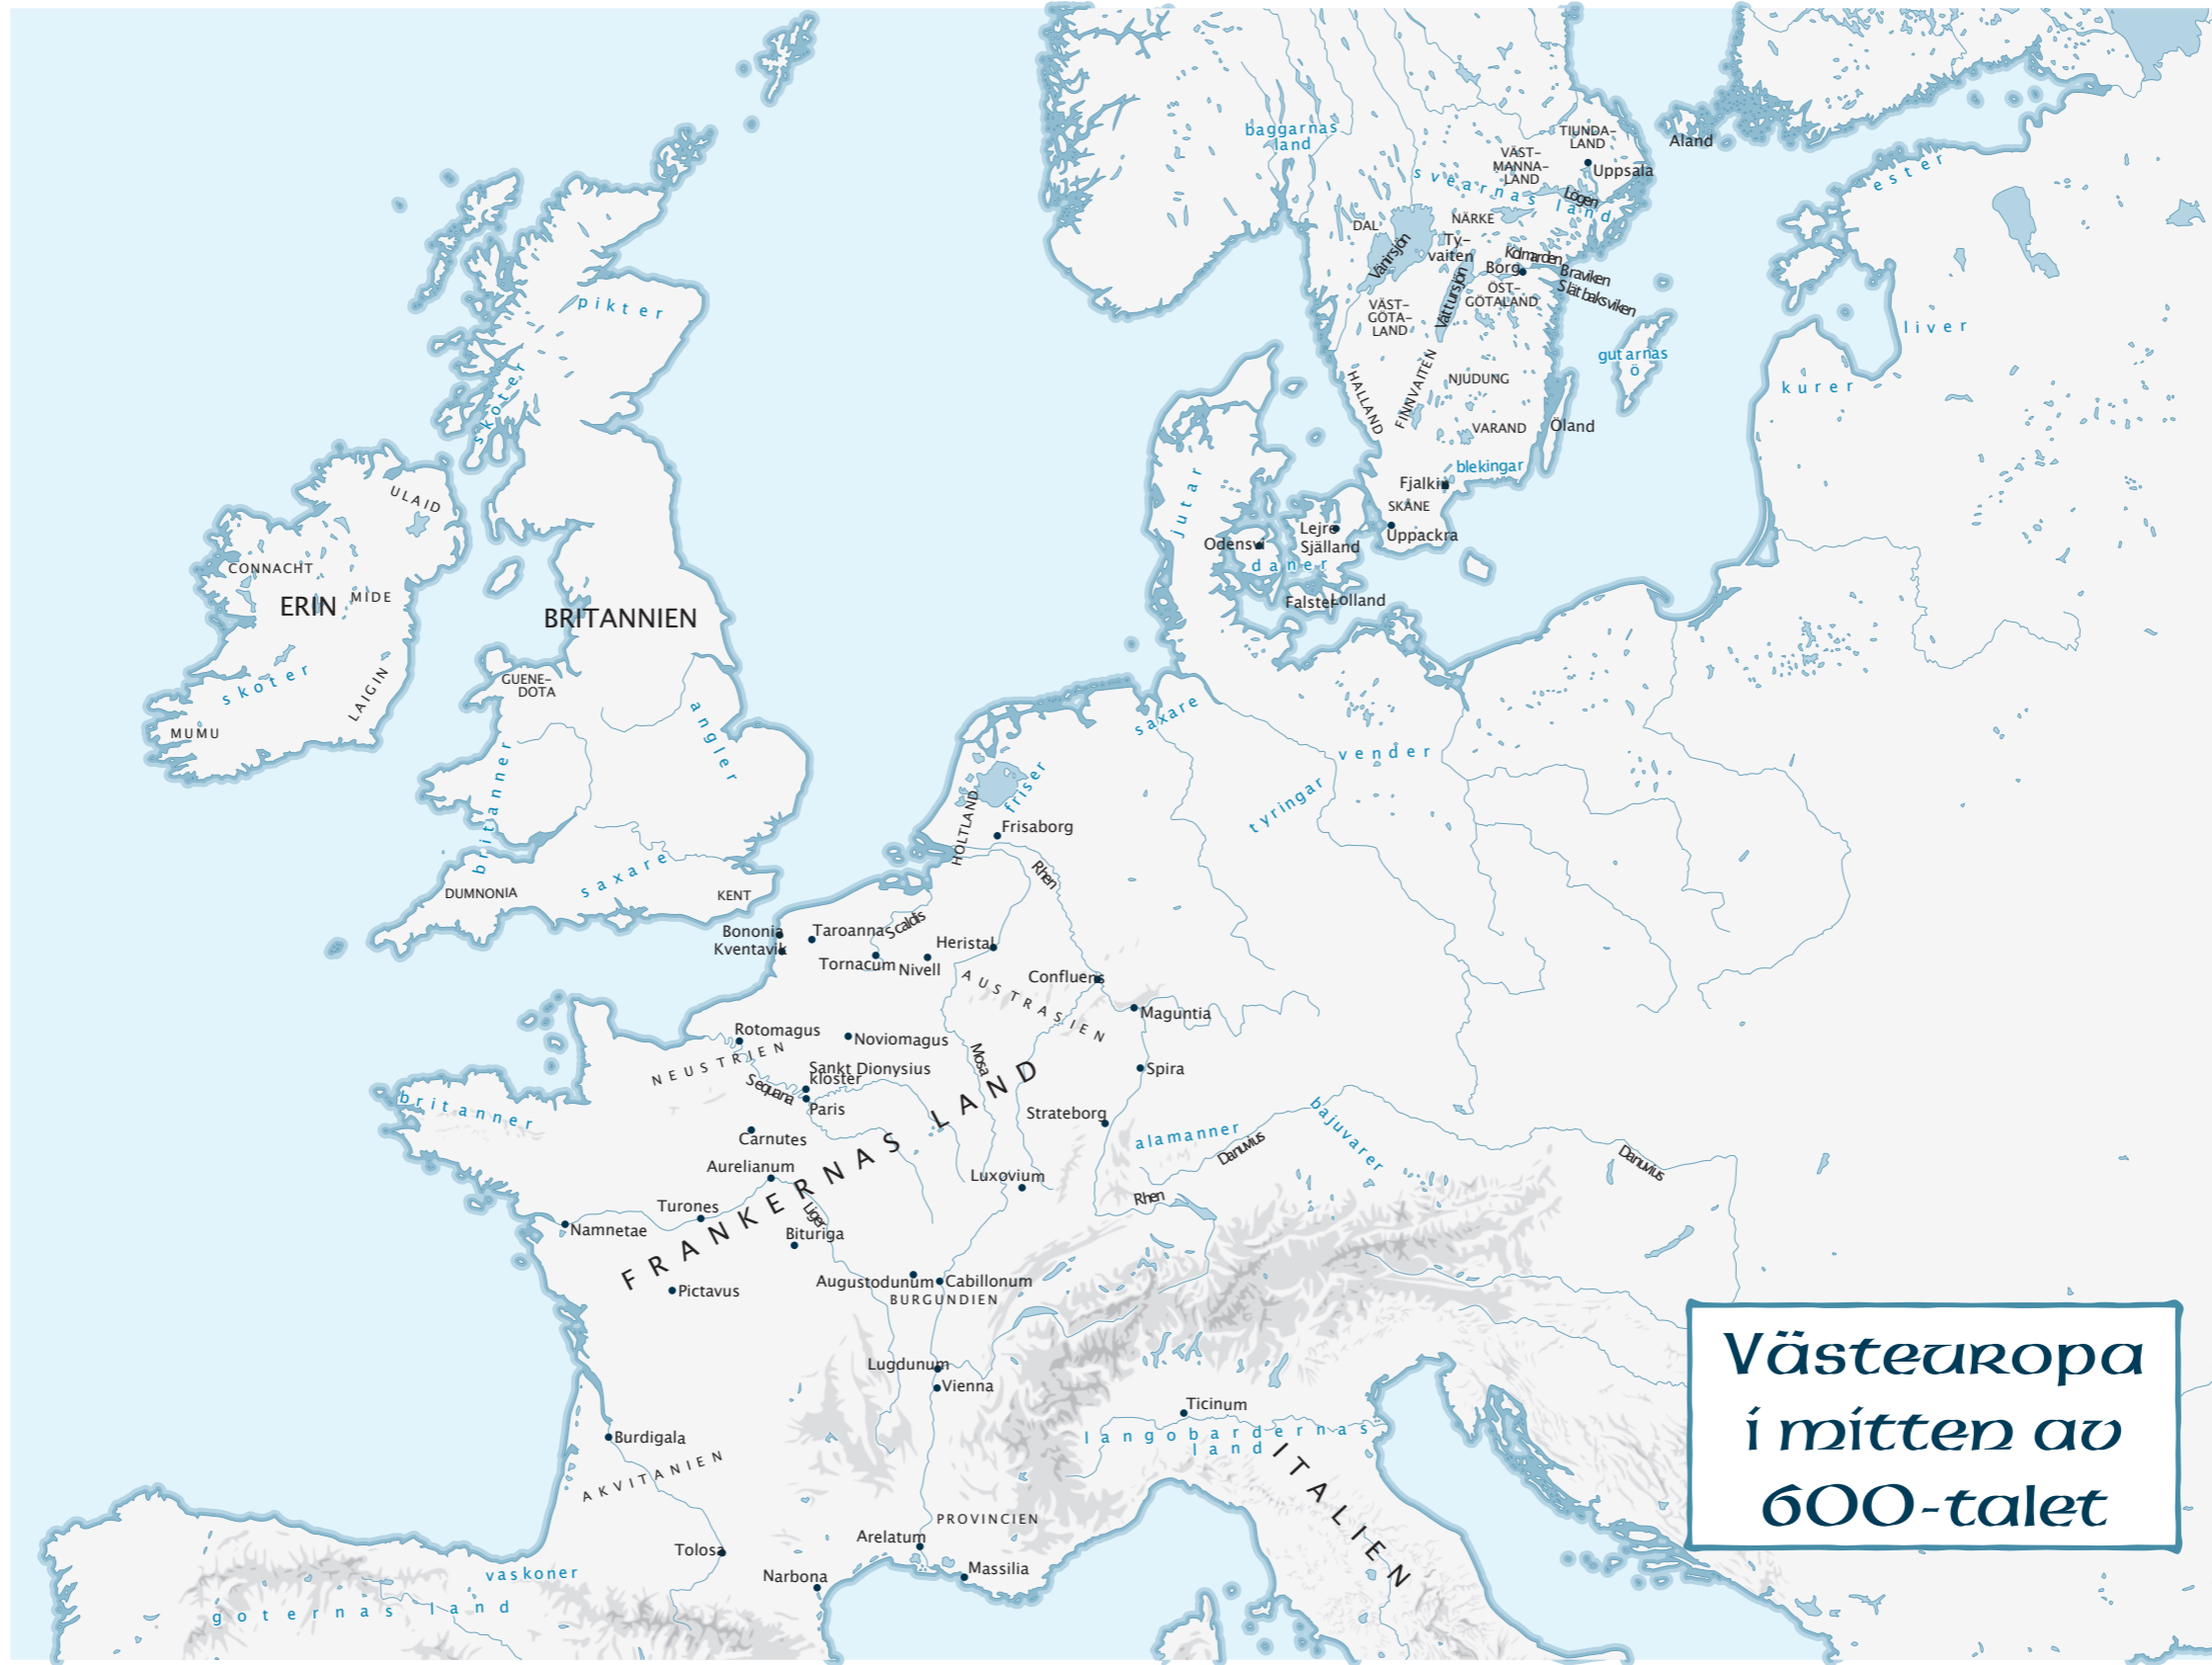 baggarnas
land
TIUNDA-
LAND
VÄST-
MANNA-
LAND
Uppsala
Åland
svearnas land
Lögen
ester
DAL
NÄRKE
Vänirsjön
Ty-
vaiten
Kolmarden
Borg
Braviken
Slätbaksviken
ÖST-
GÖTALAND
Vättursjön
VÄST-
GÖTA-
LAND
liver
gutarnas
ö
kurer
HALLAND
FINNVAITEN
NJUDUNG
VARAND
Öland
blekingar
Fjalkin
SKÅNE
Uppackra
jutar
Lejre
Själland
Odensvi
daner
Falster
Lolland
pikter
skoter
ULAID
CONNACHT
ERIN
MIDE
skoter
LAIGIN
MUMU
BRITANNIEN
GUENE-
DOTA
angler
britanner
saxare
DUMNONIA
KENT
saxare
vender
tyringar
friser
HOLTLAND
Frisaborg
Rhen
Bononia
Kventavik
Taroanna
Scaldis
Tornacum
Nivell
Heristal
AUSTRASIEN
Confluens
Maguntia
Rotomagus
Noviomagus
NEUSTRIEN
Sankt Dionysius
kloster
Sequana
Paris
Mosa
Spira
Strateborg
britanner
Carnutes
Aurelianum
FRANKERNAS LAND
Luxovium
alamanner
Danuvius
bajuvarer
Danuvius
Rhen
Turones
Liger
Namnetae
Bituriga
Pictavus
Augustodunum
Cabillonum
BURGUNDIEN
Lugdunum
Vienna
Ticinum
langobardernas
land
ITALIEN
Burdigala
AKVITANIEN
PROVINCIEN
Arelatum
Massilia
Tolosa
Narbona
vaskoner
goternas land
Västeuropa
i mitten av
600-talet